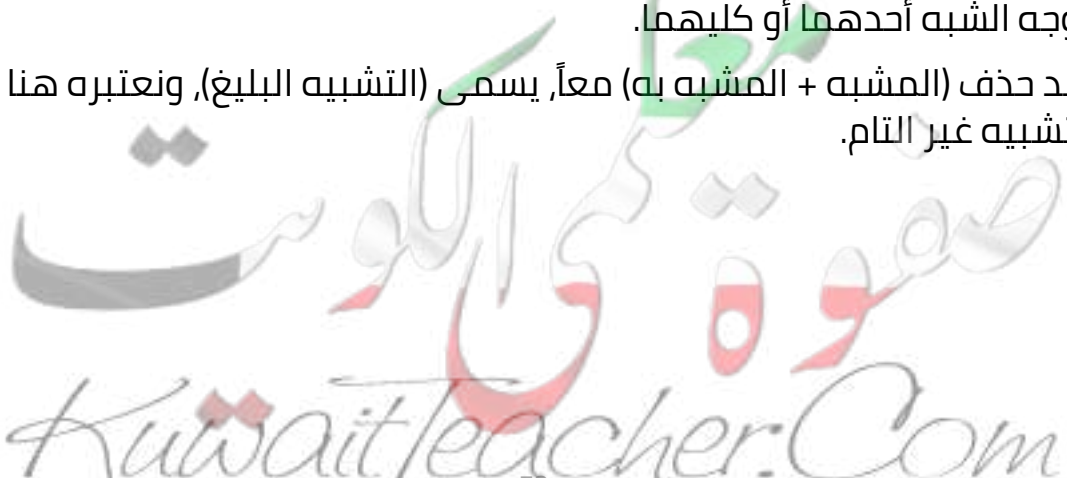 وجه الشبه أحدهما أو كليهما.
ـد حذف (المشبه + المشبه به) معاً, يسمى (التشبيه البليغ), ونعتبره هنا
تشبيه غير التام.
صفوة معلمي الكويت
KuwaitTeacher.Com